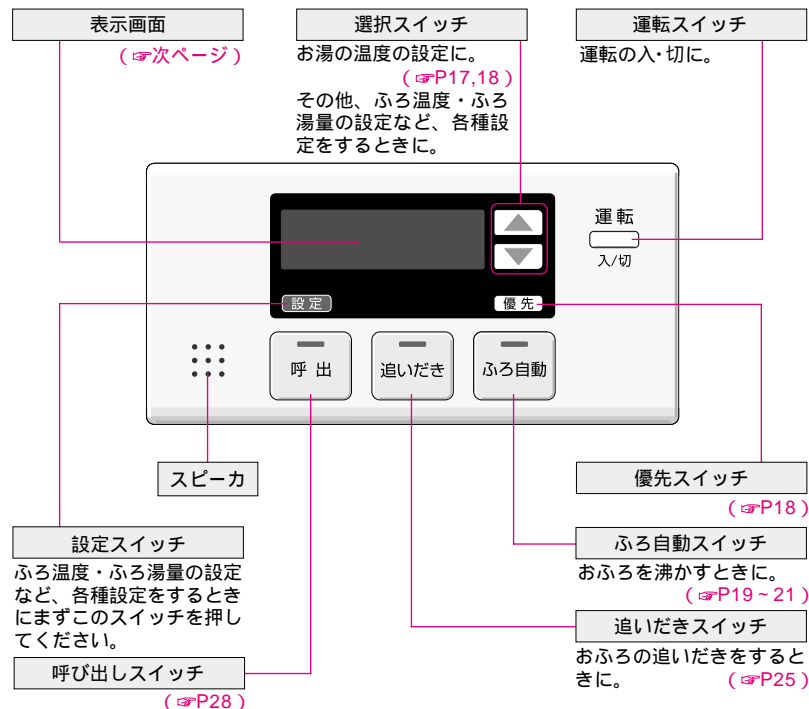 表示画面
(☞次ページ)
選択スイッチ
お湯の温度の設定に。
(☞P17,18)
その他、ふろ温度・ふろ
湯量の設定など、各種設
定をするときに。
運転スイッチ
運転の入・切に。
運転
入/切
設定
優先
呼出
追いだき
ふろ自動
スピーカ
優先スイッチ
(☞P18)
設定スイッチ
ふろ温度・ふろ湯量の設定
など、各種設定をするとき
にまずこのスイッチを押し
てください。
ふろ自動スイッチ
おふろを沸かすときに。
(☞P19~21)
追いだきスイッチ
おふろの追いだきをすると
きに。 (☞P25)
呼び出しスイッチ
(☞P28)